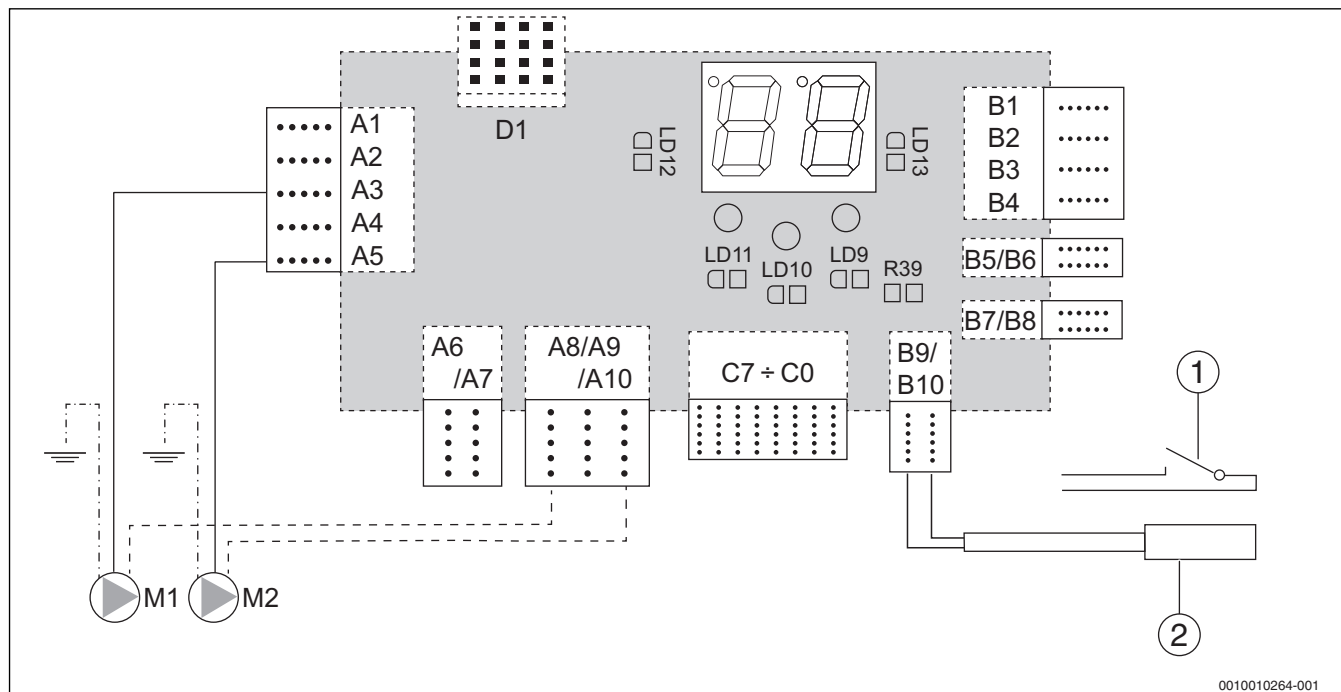 D1
A1
A2
A3
A4
A5
LD12
LD13
B1
B2
B3
B4
LD11
LD10
LD9
R39
B5/B6
B7/B8
A6
/A7
A8/A9
/A10
C7 ÷ C0
B9/
B10
1
M1
M2
2
0010010264-001